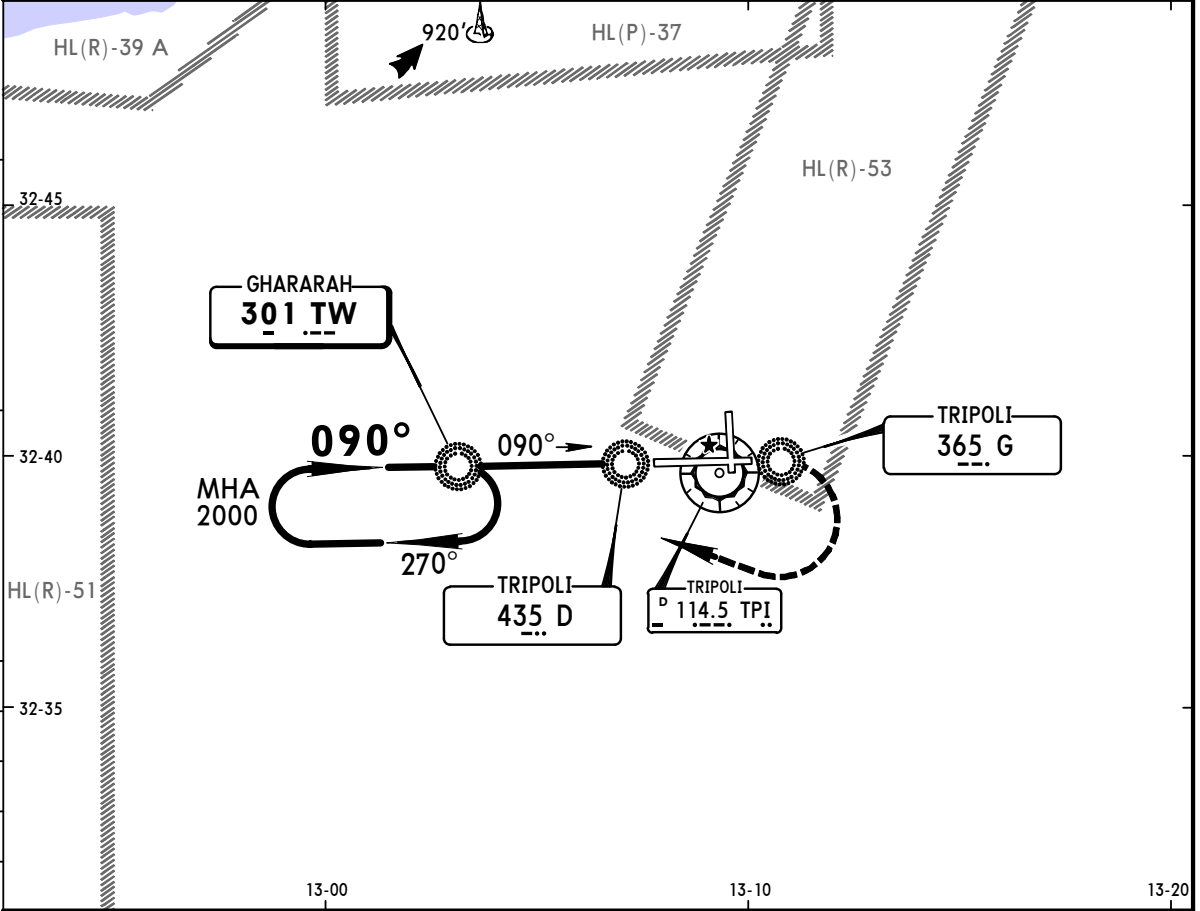 920'
HL(P)-37
HL(R)-39 A
HL(R)-53
32-45
GHARARAH
301 TW
TRIPOLI
365 G
090°
090°
32-40
MHA
2000
270°
HL(R)-51
TRIPOLI
435 D
TRIPOLI
D 114.5 TPI
32-35
13-00
13-10
13-20